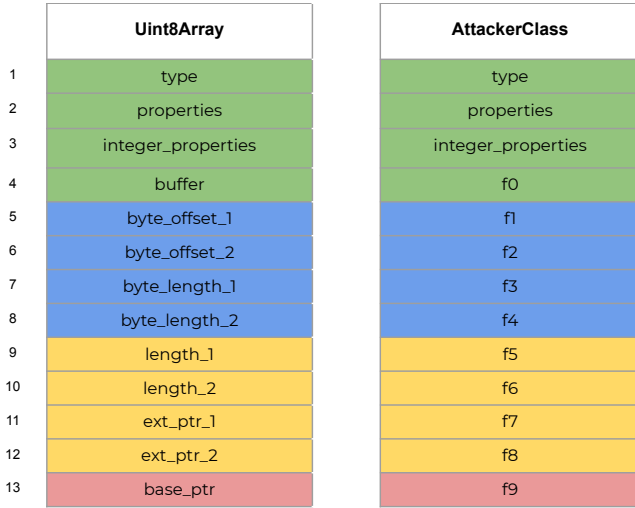 Uint8Array AttackerClass
1 type type
2 properties properties
3 integer_properties integer_properties
4 buffer f0
5 byte_offset_1 f1
6 byte_offset_2 f2
7 byte_length_1 f3
8 byte_length_2 f4
9 length_1 f5
10 length_2 f6
11 ext_ptr_1 f7
12 ext_ptr_2 f8
13 base_ptr f9